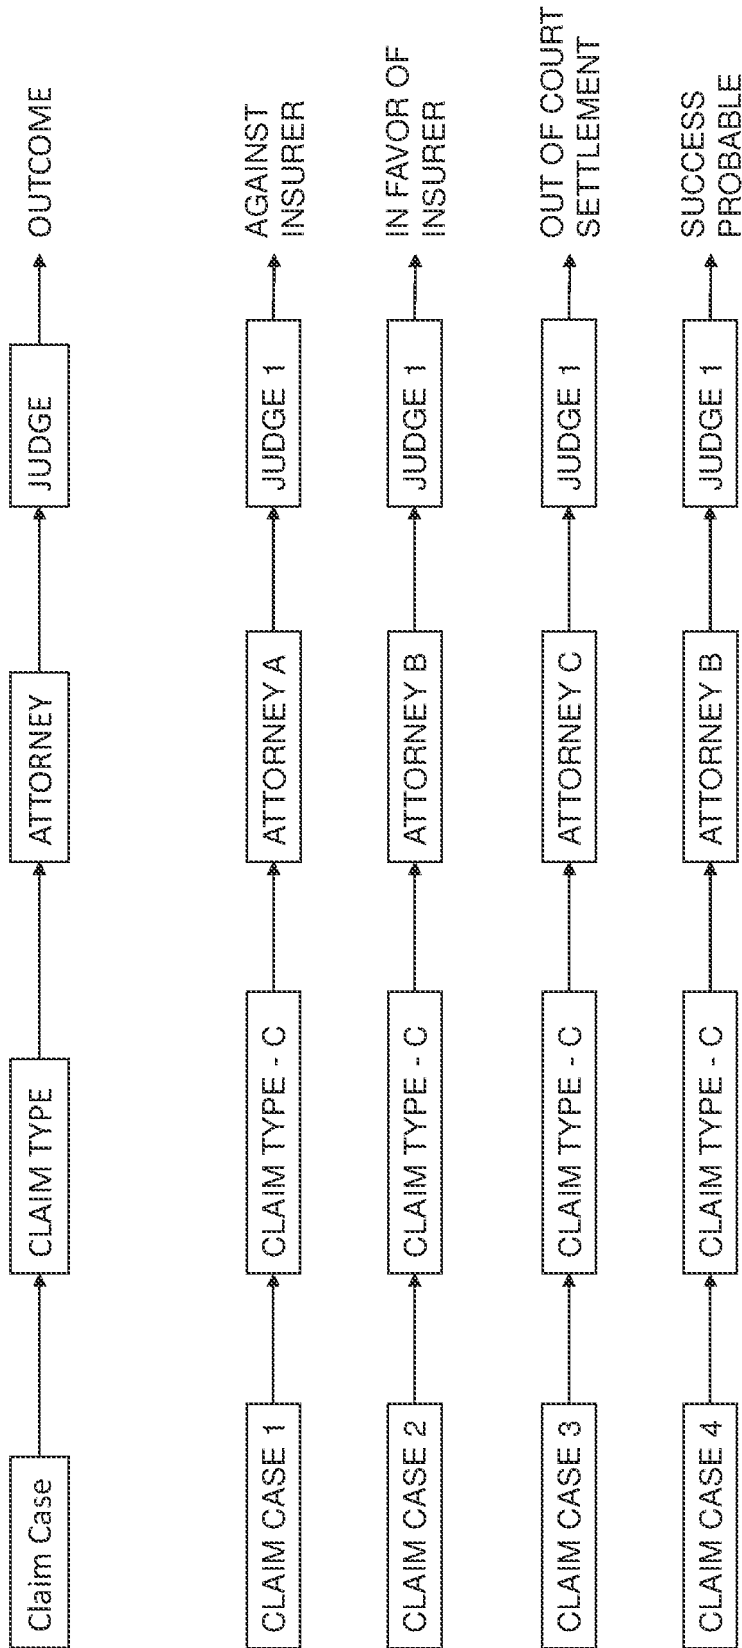 Claim Case
CLAIM TYPE
ATTORNEY
JUDGE
OUTCOME
CLAIM CASE 1
CLAIM TYPE - C
ATTORNEY A
JUDGE 1
AGAINST
INSURER
CLAIM CASE 2
CLAIM TYPE - C
ATTORNEY B
JUDGE 1
IN FAVOR OF
INSURER
CLAIM CASE 3
CLAIM TYPE - C
ATTORNEY C
JUDGE 1
OUT OF COURT
SETTLEMENT
CLAIM CASE 4
CLAIM TYPE - C
ATTORNEY B
JUDGE 1
SUCCESS
PROBABLE